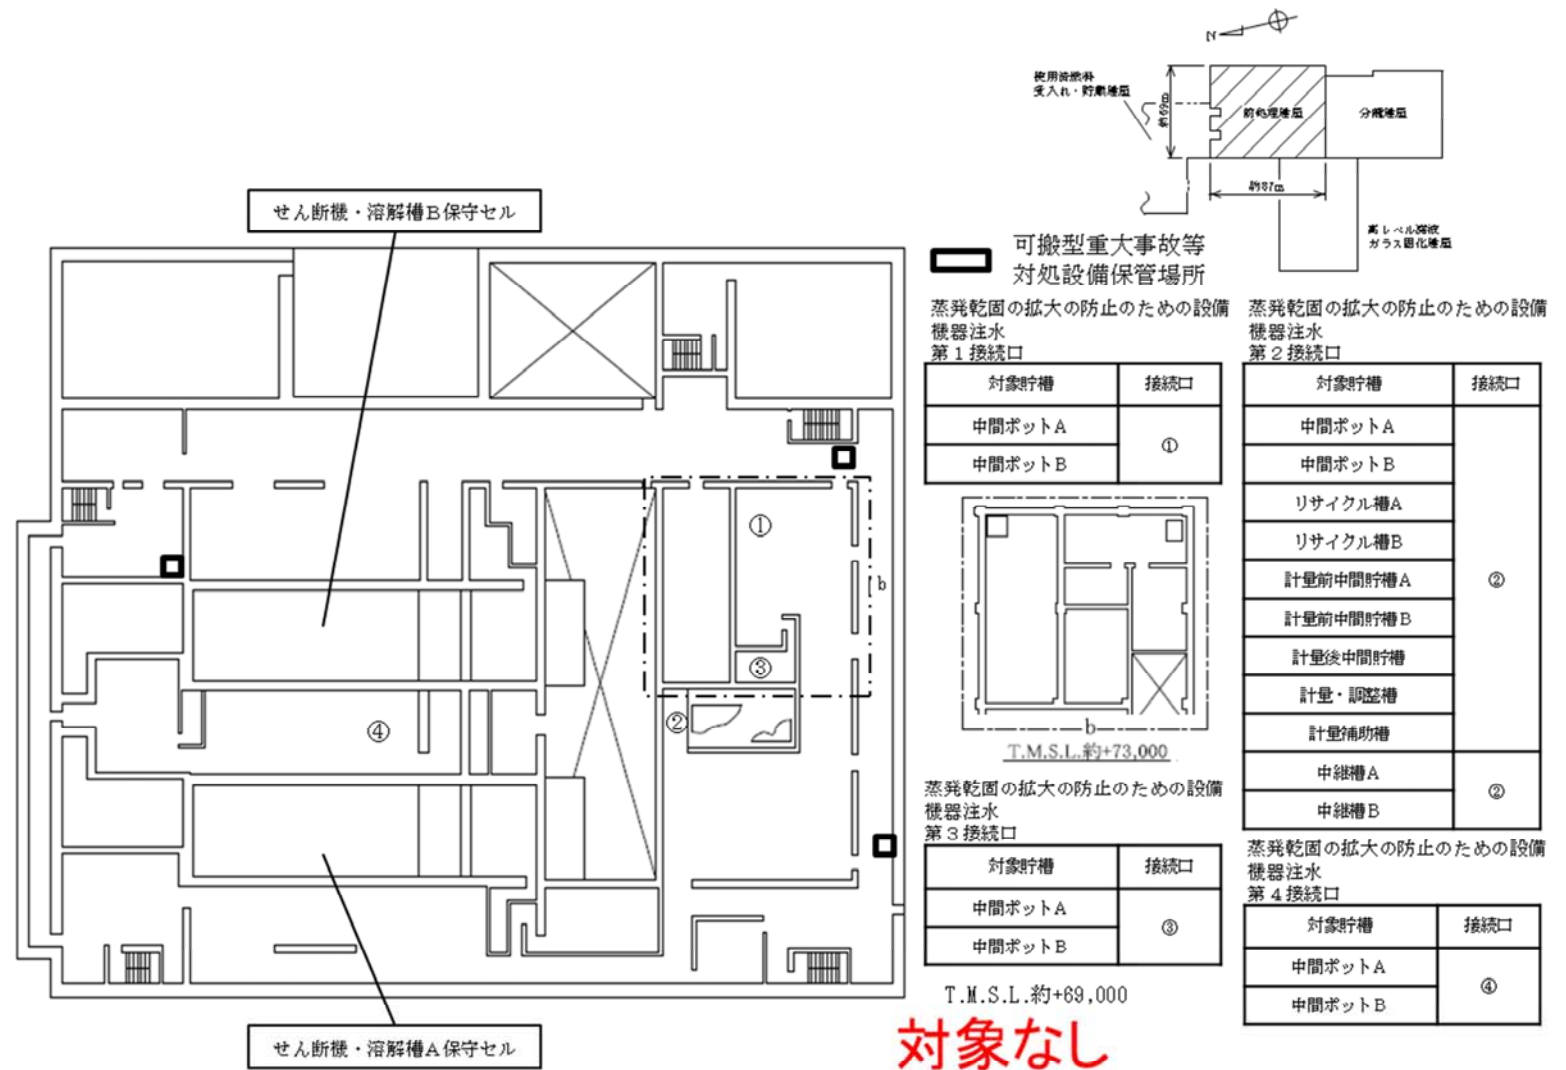 N
使用済燃料
受入れ・貯蔵建屋
約69m
前処理建屋
分離建屋
約87m
高レベル廃液
ガラス固化建屋
せん断機・溶解槽B保守セル
可搬型重大事故等
対処設備保管場所
蒸発乾固の拡大の防止のための設備
機器注水
第1接続口
対象貯槽 接続口
中間ポットA
①
中間ポットB
蒸発乾固の拡大の防止のための設備
機器注水
第2接続口
対象貯槽 接続口
中間ポットA
中間ポットB
リサイクル槽A
リサイクル槽B
計量前中間貯槽A
②
計量前中間貯槽B
計量後中間貯槽
計量・調整槽
計量補助槽
中継槽A
②
中継槽B
①
b
③
②
④
b
T.M.S.L.約+73,000
蒸発乾固の拡大の防止のための設備
機器注水
第3接続口
対象貯槽 接続口
中間ポットA
③
中間ポットB
蒸発乾固の拡大の防止のための設備
機器注水
第4接続口
対象貯槽 接続口
中間ポットA
④
中間ポットB
T.M.S.L.約+69,000
対象なし
せん断機・溶解槽A保守セル